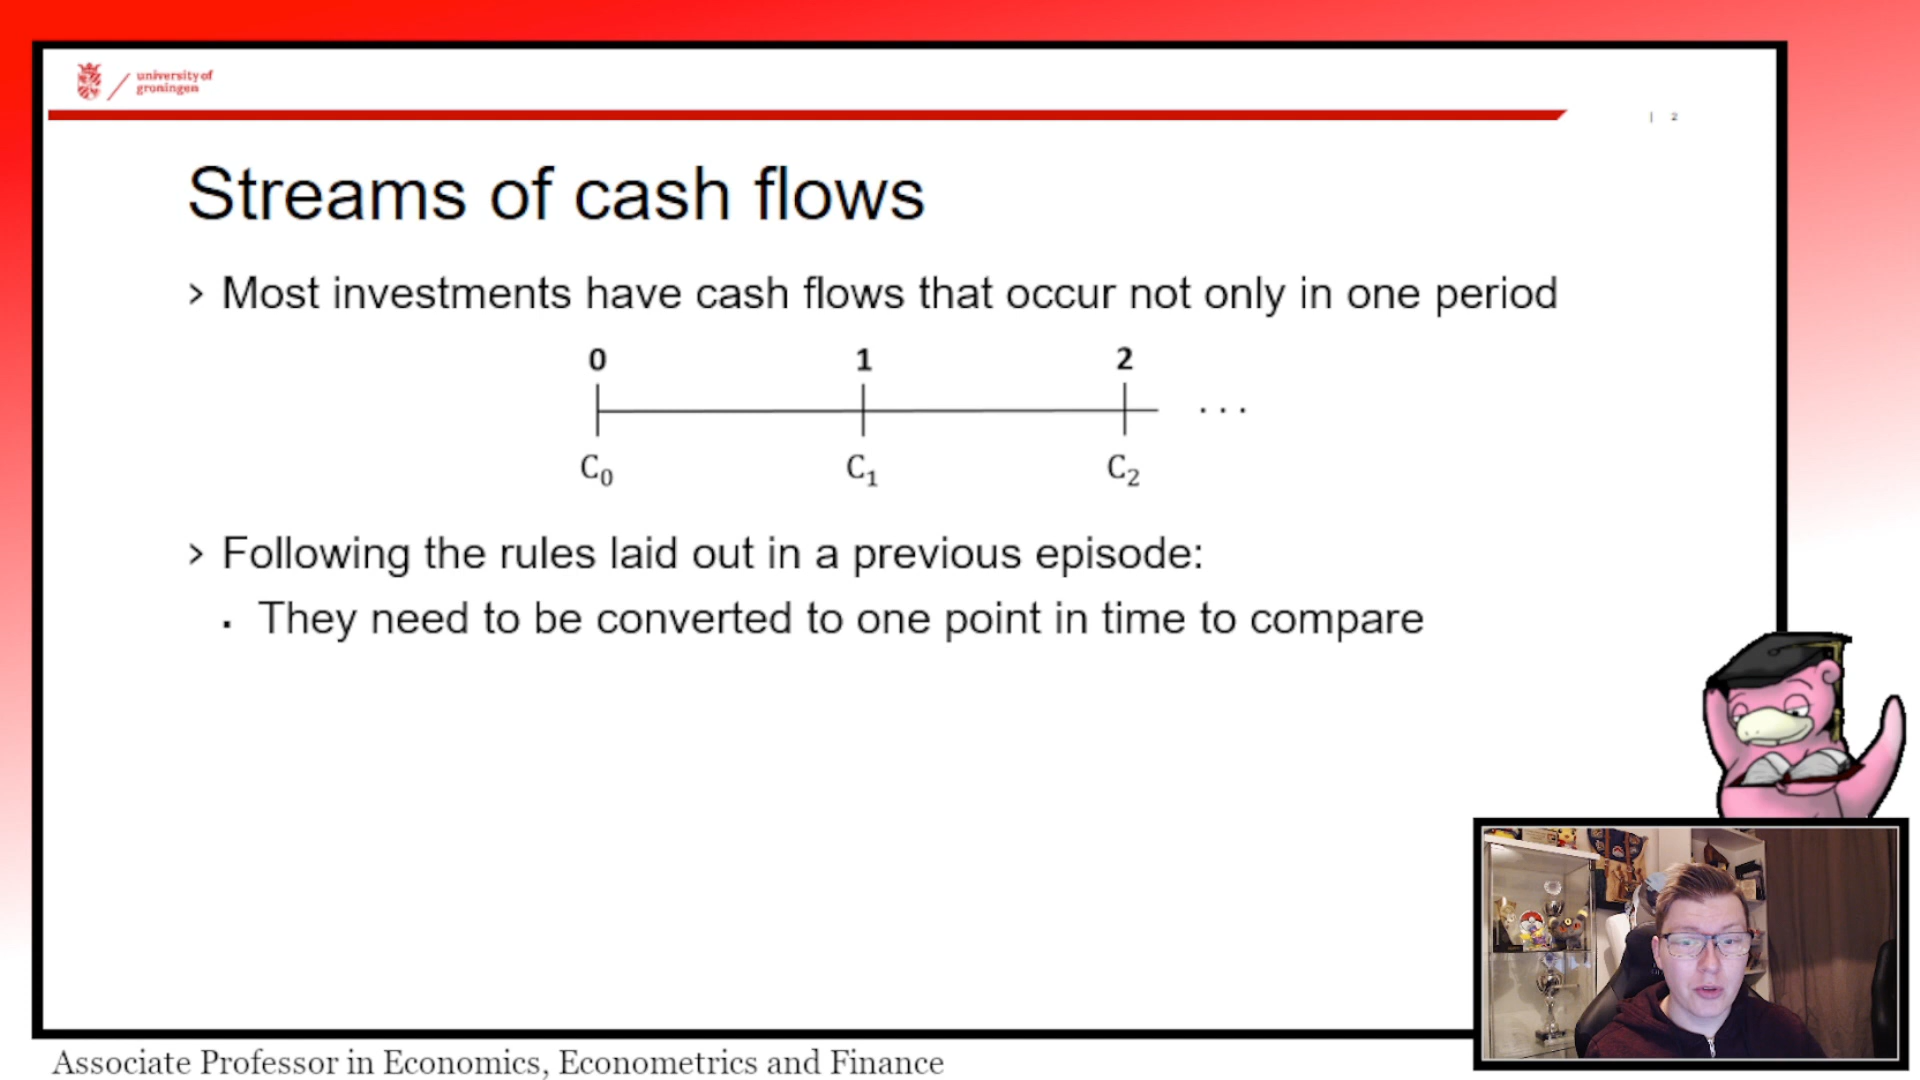 university of
groningen
| 2
Streams of cash flows
› Most investments have cash flows that occur not only in one period
0 1 2
. . .
C₀ C₁ C₂
› Following the rules laid out in a previous episode:
▪ They need to be converted to one point in time to compare
Associate Professor in Economics, Econometrics and Finance